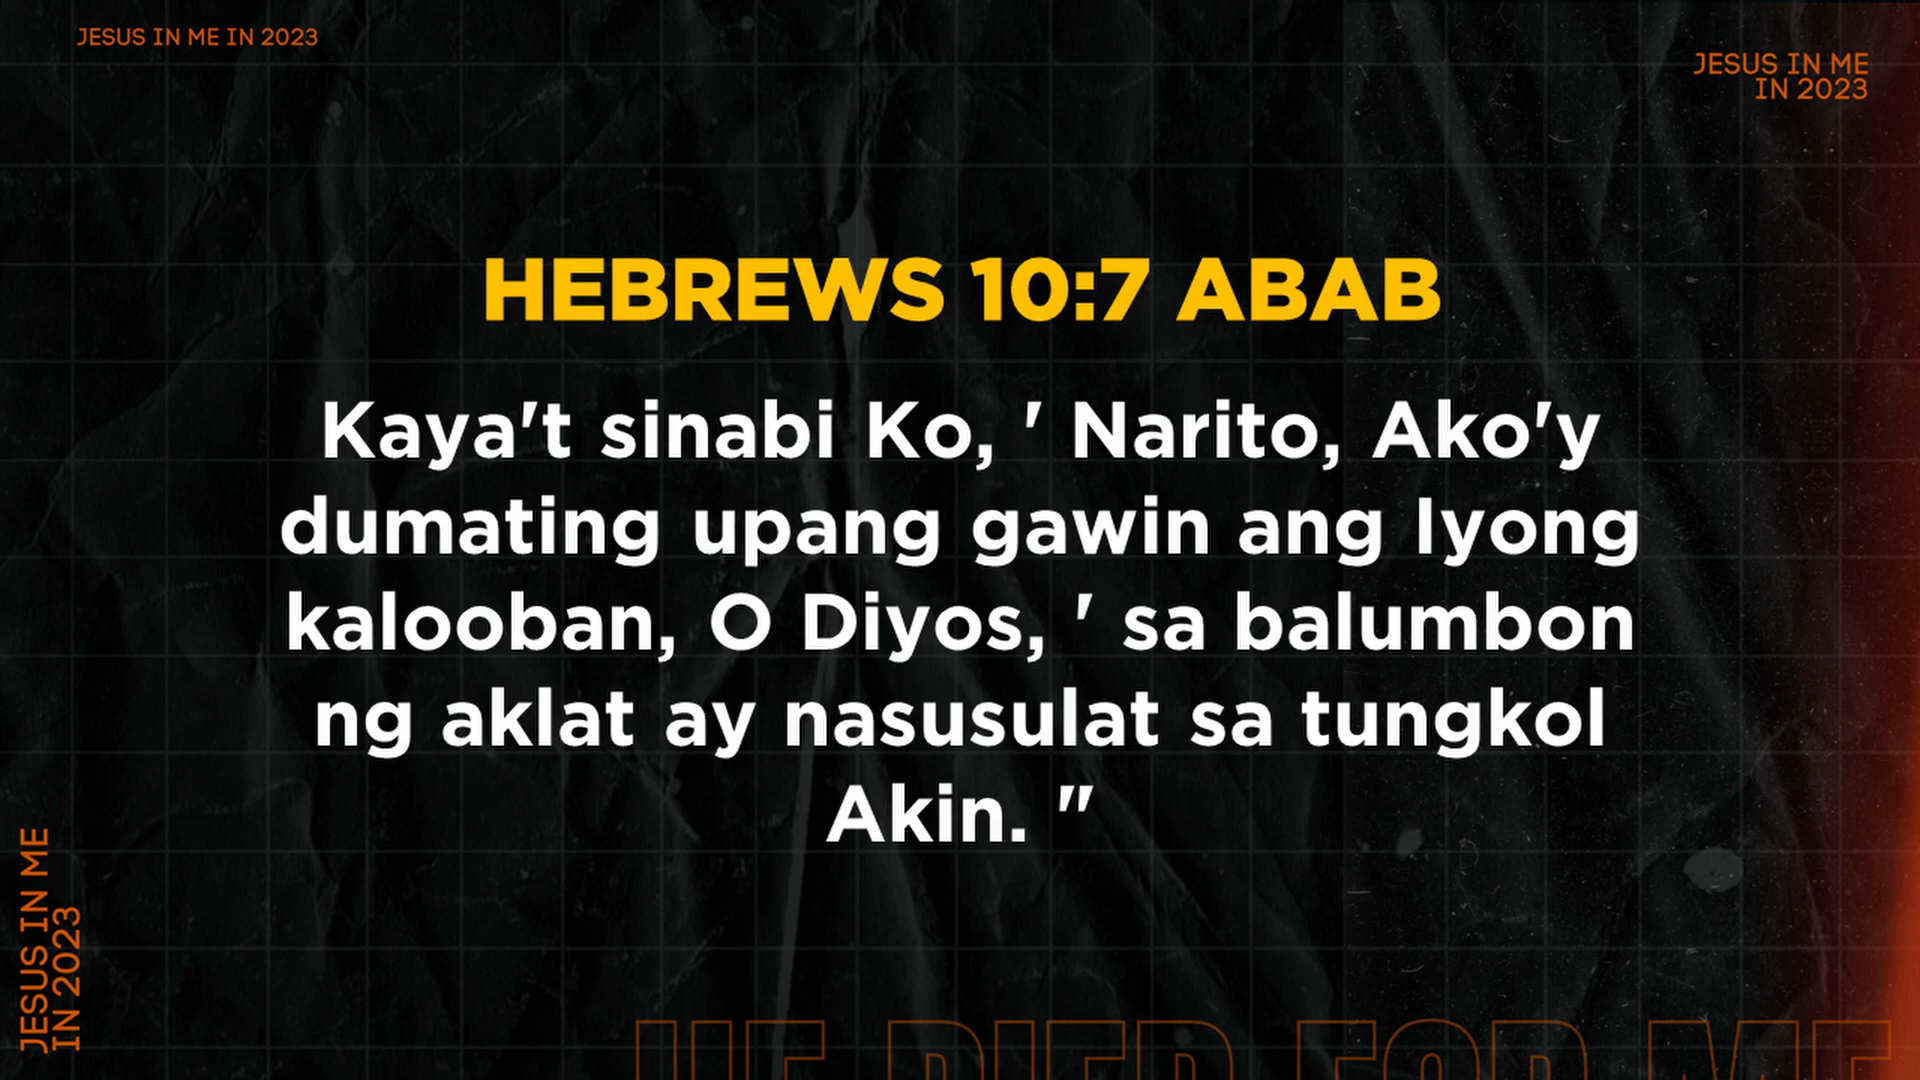 JESUS IN ME IN 2023
JESUS IN ME
IN 2023
HEBREWS 10:7 ABAB
Kaya't sinabi Ko, ' Narito, Ako'y
dumating upang gawin ang Iyong
kalooban, O Diyos, ' sa balumbon
ng aklat ay nasusulat sa tungkol
Akin. "
JESUS IN ME
IN 2023
HE DIED FOR ME